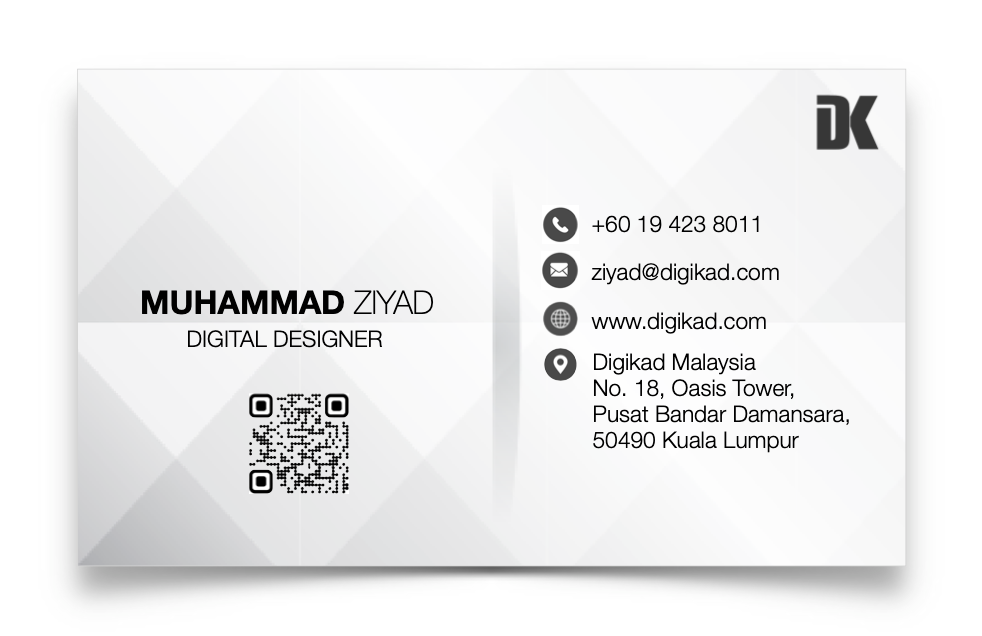 DK
MUHAMMAD ZIYAD
DIGITAL DESIGNER
+60 19 423 8011
ziyad@digikad.com
www.digikad.com
Digikad Malaysia
No. 18, Oasis Tower,
Pusat Bandar Damansara,
50490 Kuala Lumpur